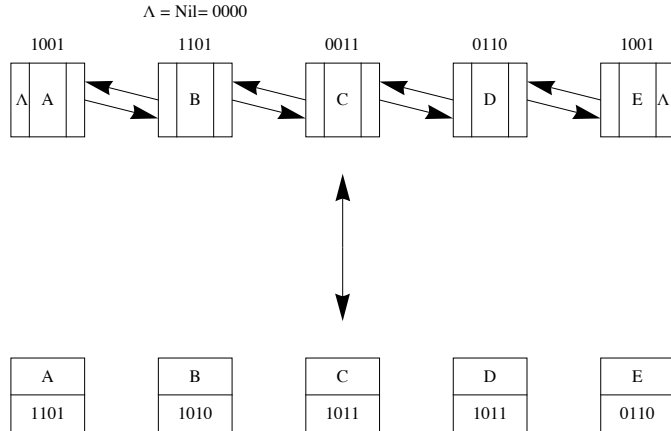 Λ = Nil= 0000
1001 1101 0011 0110 1001
Λ A B C D E Λ
A B C D E
1101 1010 1011 1011 0110